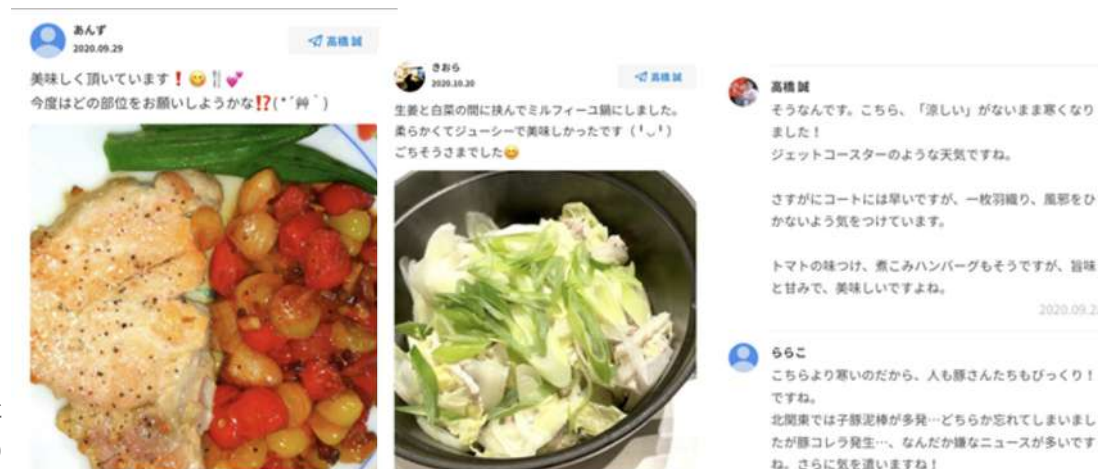 あんず
2020.09.29
高橋 誠
美味しく頂いています❗😋🍴💕
今度はどの部位をお願いしようかな⁉(*´艸`)
きおら
2020.10.20
高橋 誠
生姜と白菜の間に挟んでミルフィーユ鍋にしました。
柔らかくてジューシーで美味しかったです(╹◡╹)
ごちそうさまでした😊
高橋 誠
そうなんです。こちら、「涼しい」がないまま寒くなり
ました！
ジェットコースターのような天気ですね。
さすがにコートには早いですが、一枚羽織り、風邪をひ
かないよう気をつけています。
トマトの味つけ、煮こみハンバーグもそうですが、旨味
と甘みで、美味しいですよね。
2020.09.2
ららこ
こちらより寒いのだから、人も豚さんたちもびっくり！
ですね。
北関東では子豚泥棒が多発…どちらか忘れてしまいまし
たが豚コレラ発生…、なんだか嫌なニュースが多いです
ね。さらに気を遣いますね！